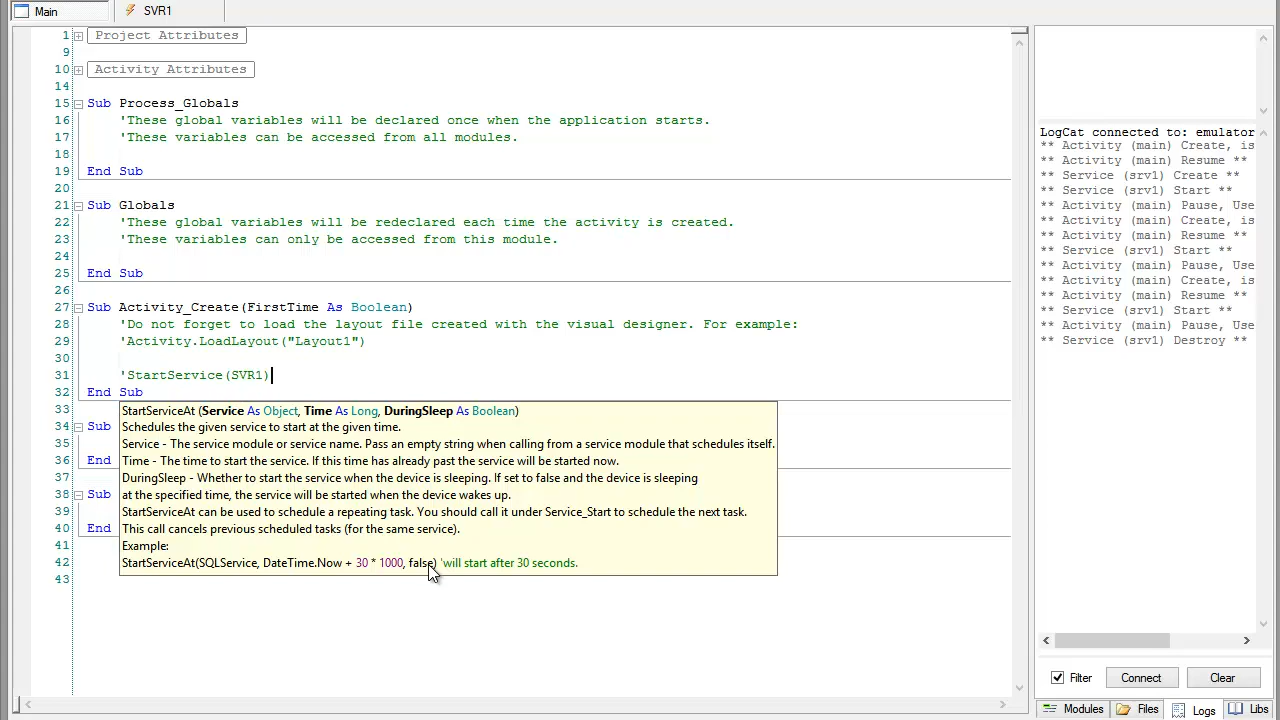 Main
SVR1
1 Project Attributes
9
10 Activity Attributes
14
15 Sub Process_Globals
16 'These global variables will be declared once when the application starts.
17 'These variables can be accessed from all modules.
18
19 End Sub
20
21 Sub Globals
22 'These global variables will be redeclared each time the activity is created.
23 'These variables can only be accessed from this module.
24
25 End Sub
26
27 Sub Activity_Create(FirstTime As Boolean)
28 'Do not forget to load the layout file created with the visual designer. For example:
29 'Activity.LoadLayout("Layout1")
30
31 'StartService(SVR1)
32 End Sub
33
34 Sub
35
36 End
37
38 Sub
39
40 End
41
42
43
StartServiceAt (Service As Object, Time As Long, DuringSleep As Boolean)
Schedules the given service to start at the given time.
Service - The service module or service name. Pass an empty string when calling from a service module that schedules itself.
Time - The time to start the service. If this time has already past the service will be started now.
DuringSleep - Whether to start the service when the device is sleeping. If set to false and the device is sleeping
at the specified time, the service will be started when the device wakes up.
StartServiceAt can be used to schedule a repeating task. You should call it under Service_Start to schedule the next task.
This call cancels previous scheduled tasks (for the same service).
Example:
StartServiceAt(SQLService, DateTime.Now + 30 * 1000, false) 'will start after 30 seconds.
LogCat connected to: emulator
** Activity (main) Create, is
** Activity (main) Resume **
** Service (srv1) Create **
** Service (srv1) Start **
** Activity (main) Pause, Use
** Activity (main) Create, is
** Activity (main) Resume **
** Service (srv1) Start **
** Activity (main) Pause, Use
** Activity (main) Create, is
** Activity (main) Resume **
** Service (srv1) Start **
** Activity (main) Pause, Use
** Service (srv1) Destroy **
Filter
Connect
Clear
Modules
Files
Logs
Libs